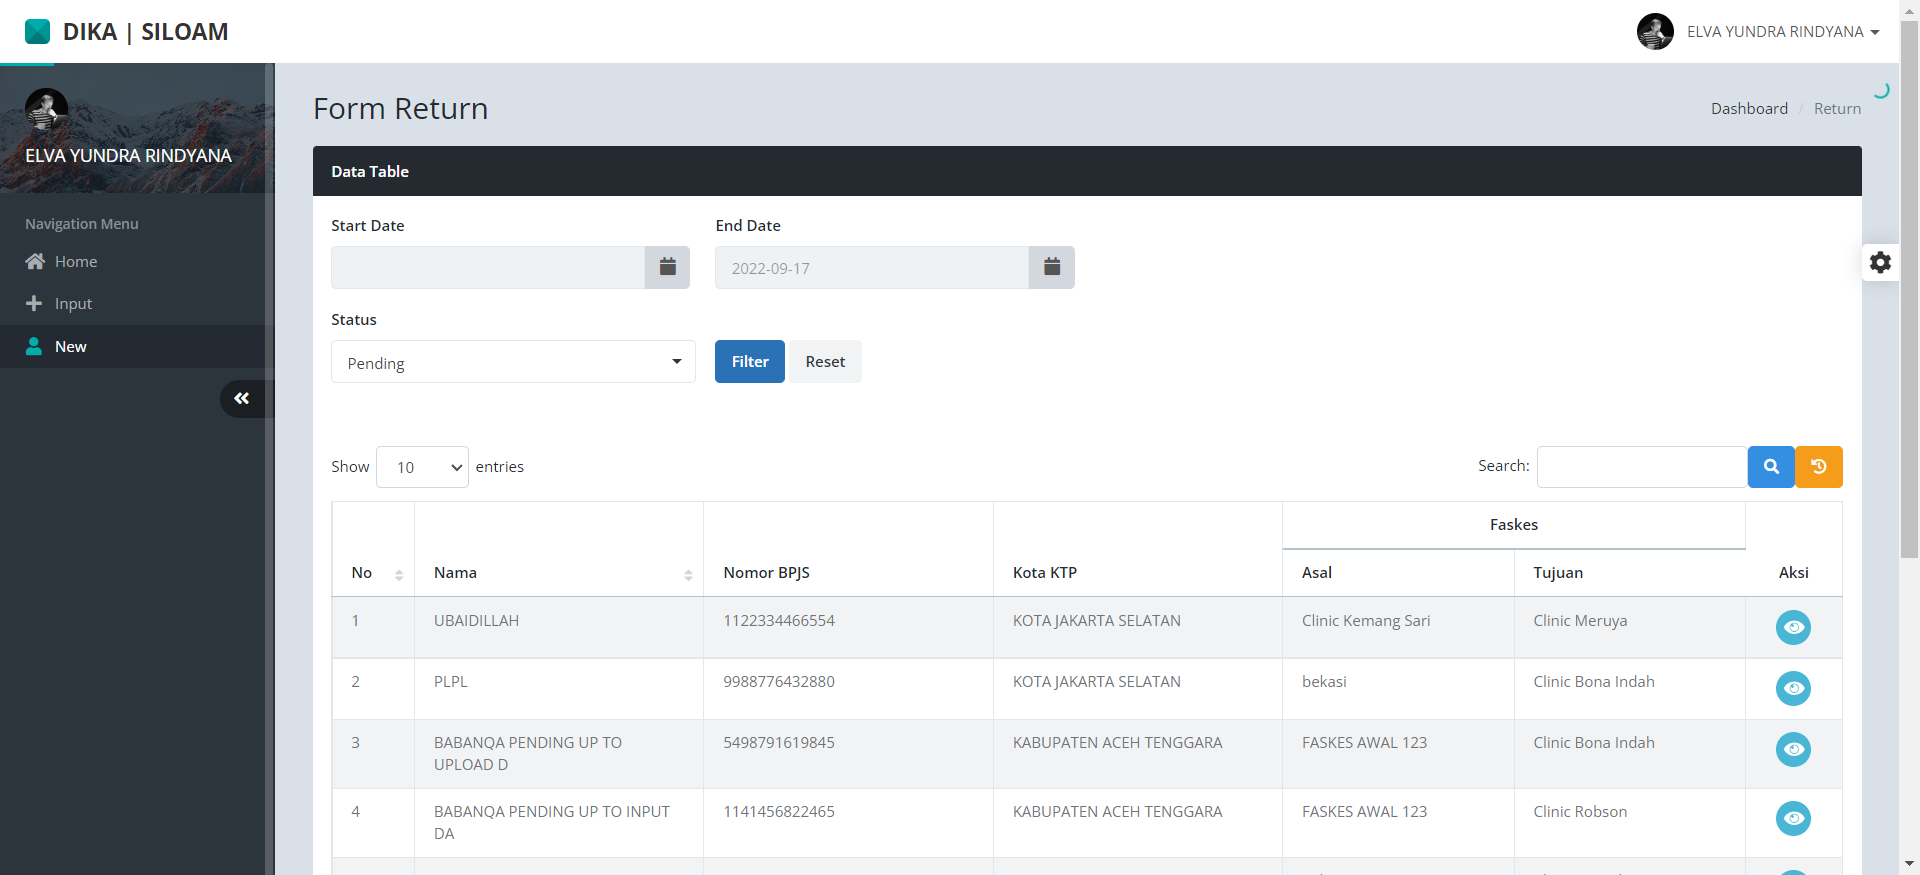 DIKA | SILOAM
ELVA YUNDRA RINDYANA
ELVA YUNDRA RINDYANA
Navigation Menu
Home
Input
New
Form Return
Dashboard / Return
Data Table
Start Date
End Date
2022-09-17
Status
Pending
Filter
Reset
Show 10 entries
Search:
Faskes
No Nama Nomor BPJS Kota KTP Asal Tujuan Aksi
1 UBAIDILLAH 1122334466554 KOTA JAKARTA SELATAN Clinic Kemang Sari Clinic Meruya
2 PLPL 9988776432880 KOTA JAKARTA SELATAN bekasi Clinic Bona Indah
3 BABANQA PENDING UP TO 5498791619845 KABUPATEN ACEH TENGGARA FASKES AWAL 123 Clinic Bona Indah
UPLOAD D
4 BABANQA PENDING UP TO INPUT 1141456822465 KABUPATEN ACEH TENGGARA FASKES AWAL 123 Clinic Robson
DA